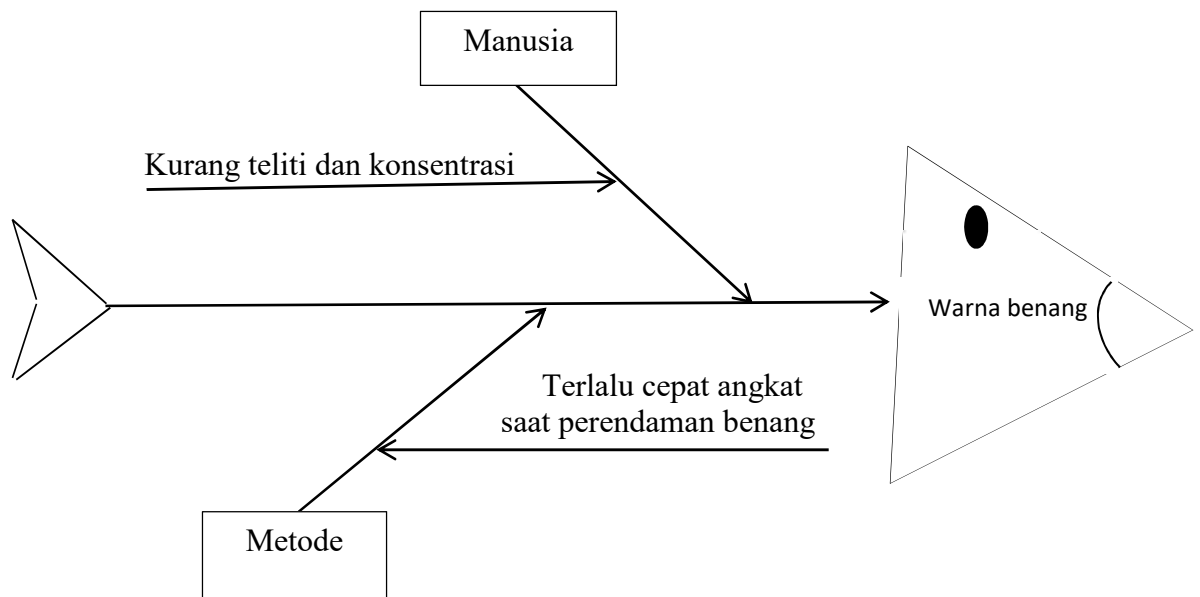 Manusia
Kurang teliti dan konsentrasi
Warna benang
Terlalu cepat angkat
saat perendaman benang
Metode